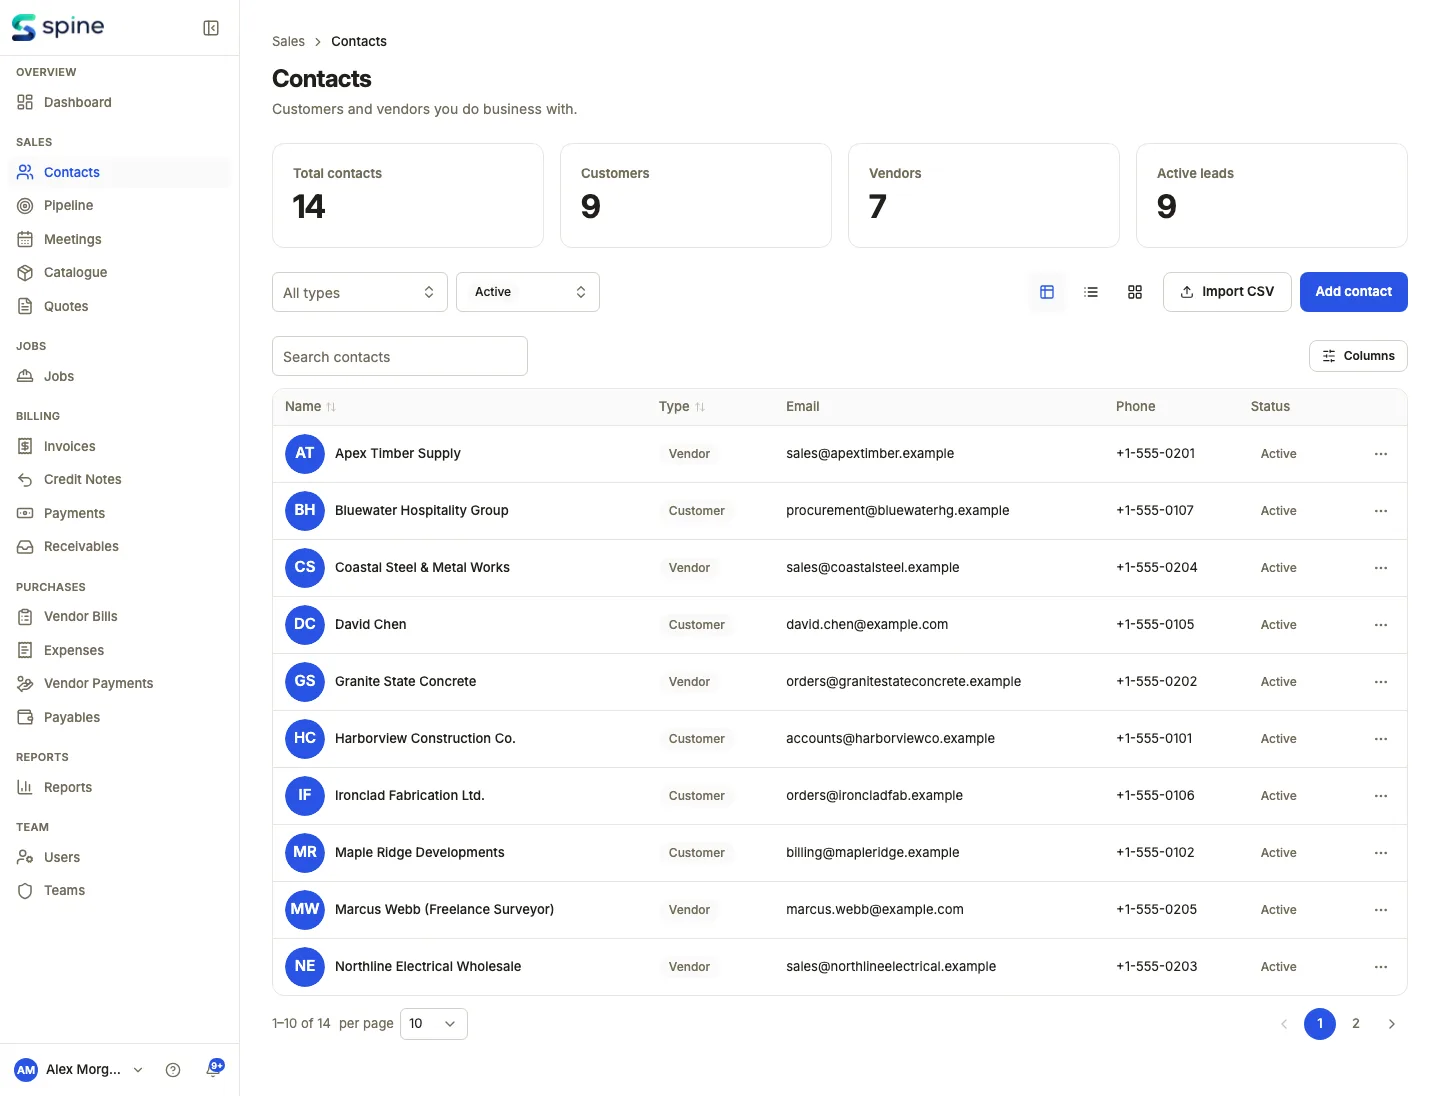 spine
OVERVIEW
Dashboard
SALES
Contacts
Pipeline
Meetings
Catalogue
Quotes
JOBS
Jobs
BILLING
Invoices
Credit Notes
Payments
Receivables
PURCHASES
Vendor Bills
Expenses
Vendor Payments
Payables
REPORTS
Reports
TEAM
Users
Teams
AM Alex Morg... 9+
Sales Contacts
Contacts
Customers and vendors you do business with.
Total contacts
14
Customers
9
Vendors
7
Active leads
9
All types Active Import CSV Add contact
Search contacts Columns
Name Type Email Phone Status
AT Apex Timber Supply Vendor sales@apextimber.example +1-555-0201 Active
BH Bluewater Hospitality Group Customer procurement@bluewaterhg.example +1-555-0107 Active
CS Coastal Steel & Metal Works Vendor sales@coastalsteel.example +1-555-0204 Active
DC David Chen Customer david.chen@example.com +1-555-0105 Active
GS Granite State Concrete Vendor orders@granitestateconcrete.example +1-555-0202 Active
HC Harborview Construction Co. Customer accounts@harborviewco.example +1-555-0101 Active
IF Ironclad Fabrication Ltd. Customer orders@ironcladfab.example +1-555-0106 Active
MR Maple Ridge Developments Customer billing@mapleridge.example +1-555-0102 Active
MW Marcus Webb (Freelance Surveyor) Vendor marcus.webb@example.com +1-555-0205 Active
NE Northline Electrical Wholesale Vendor sales@northlineelectrical.example +1-555-0203 Active
1–10 of 14 per page 10 1 2